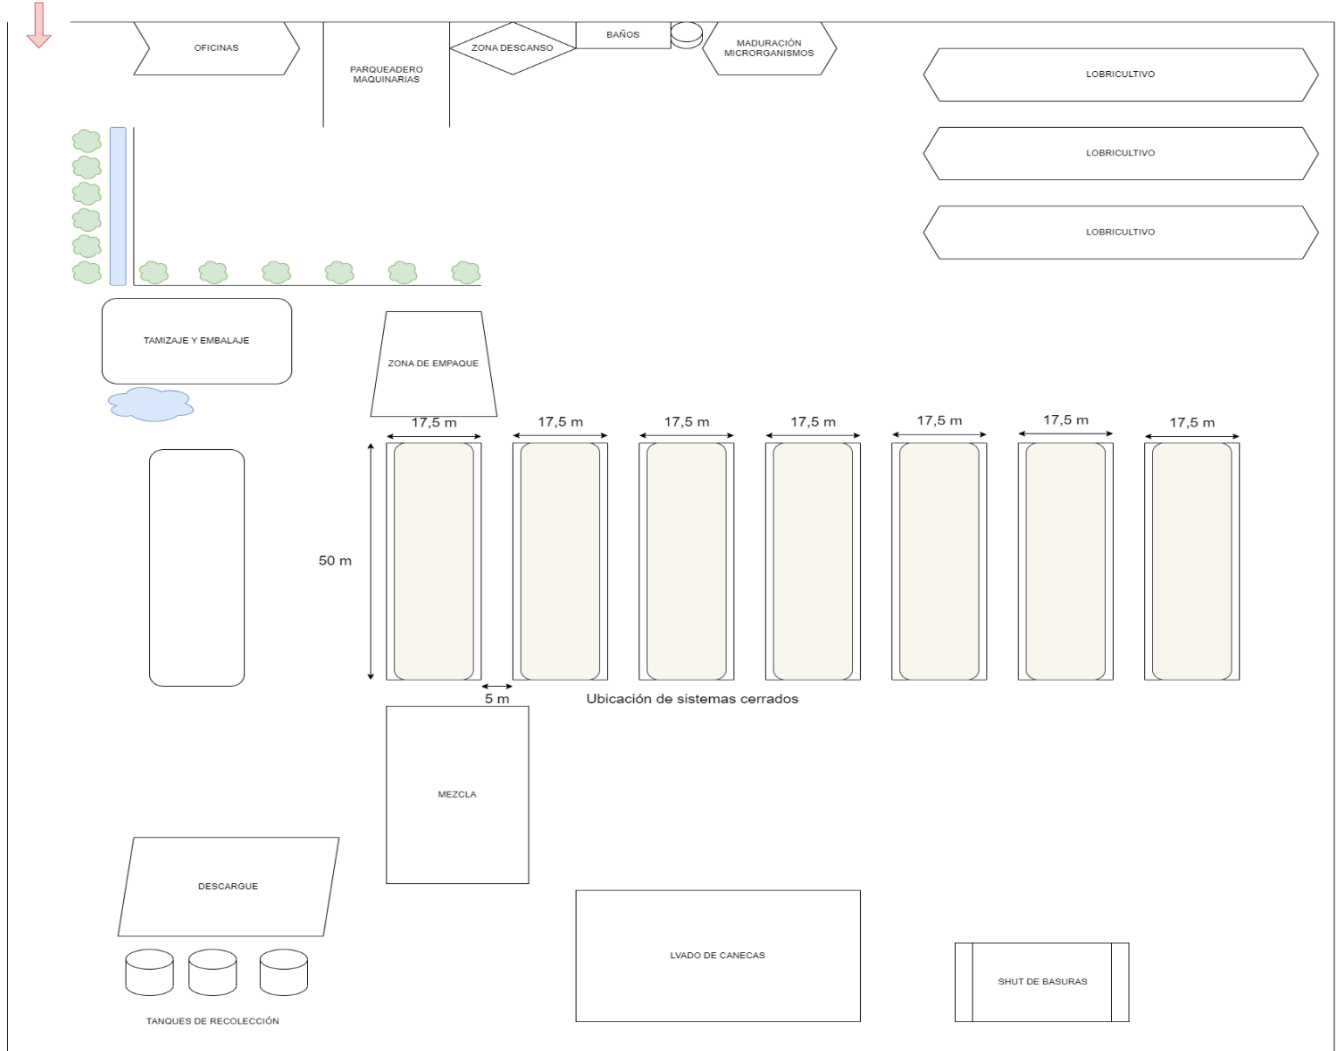 OFICINAS
PARQUEADERO
MAQUINARIAS
ZONA DESCANSO
BAÑOS
MADURACIÓN
MICRORGANISMOS
LOBRICULTIVO
LOBRICULTIVO
LOBRICULTIVO
TAMIZAJE Y EMBALAJE
ZONA DE EMPAQUE
17,5 m
17,5 m
17,5 m
17,5 m
17,5 m
17,5 m
17,5 m
50 m
5 m
Ubicación de sistemas cerrados
MEZCLA
DESCARGUE
LVADO DE CANECAS
SHUT DE BASURAS
TANQUES DE RECOLECCIÓN